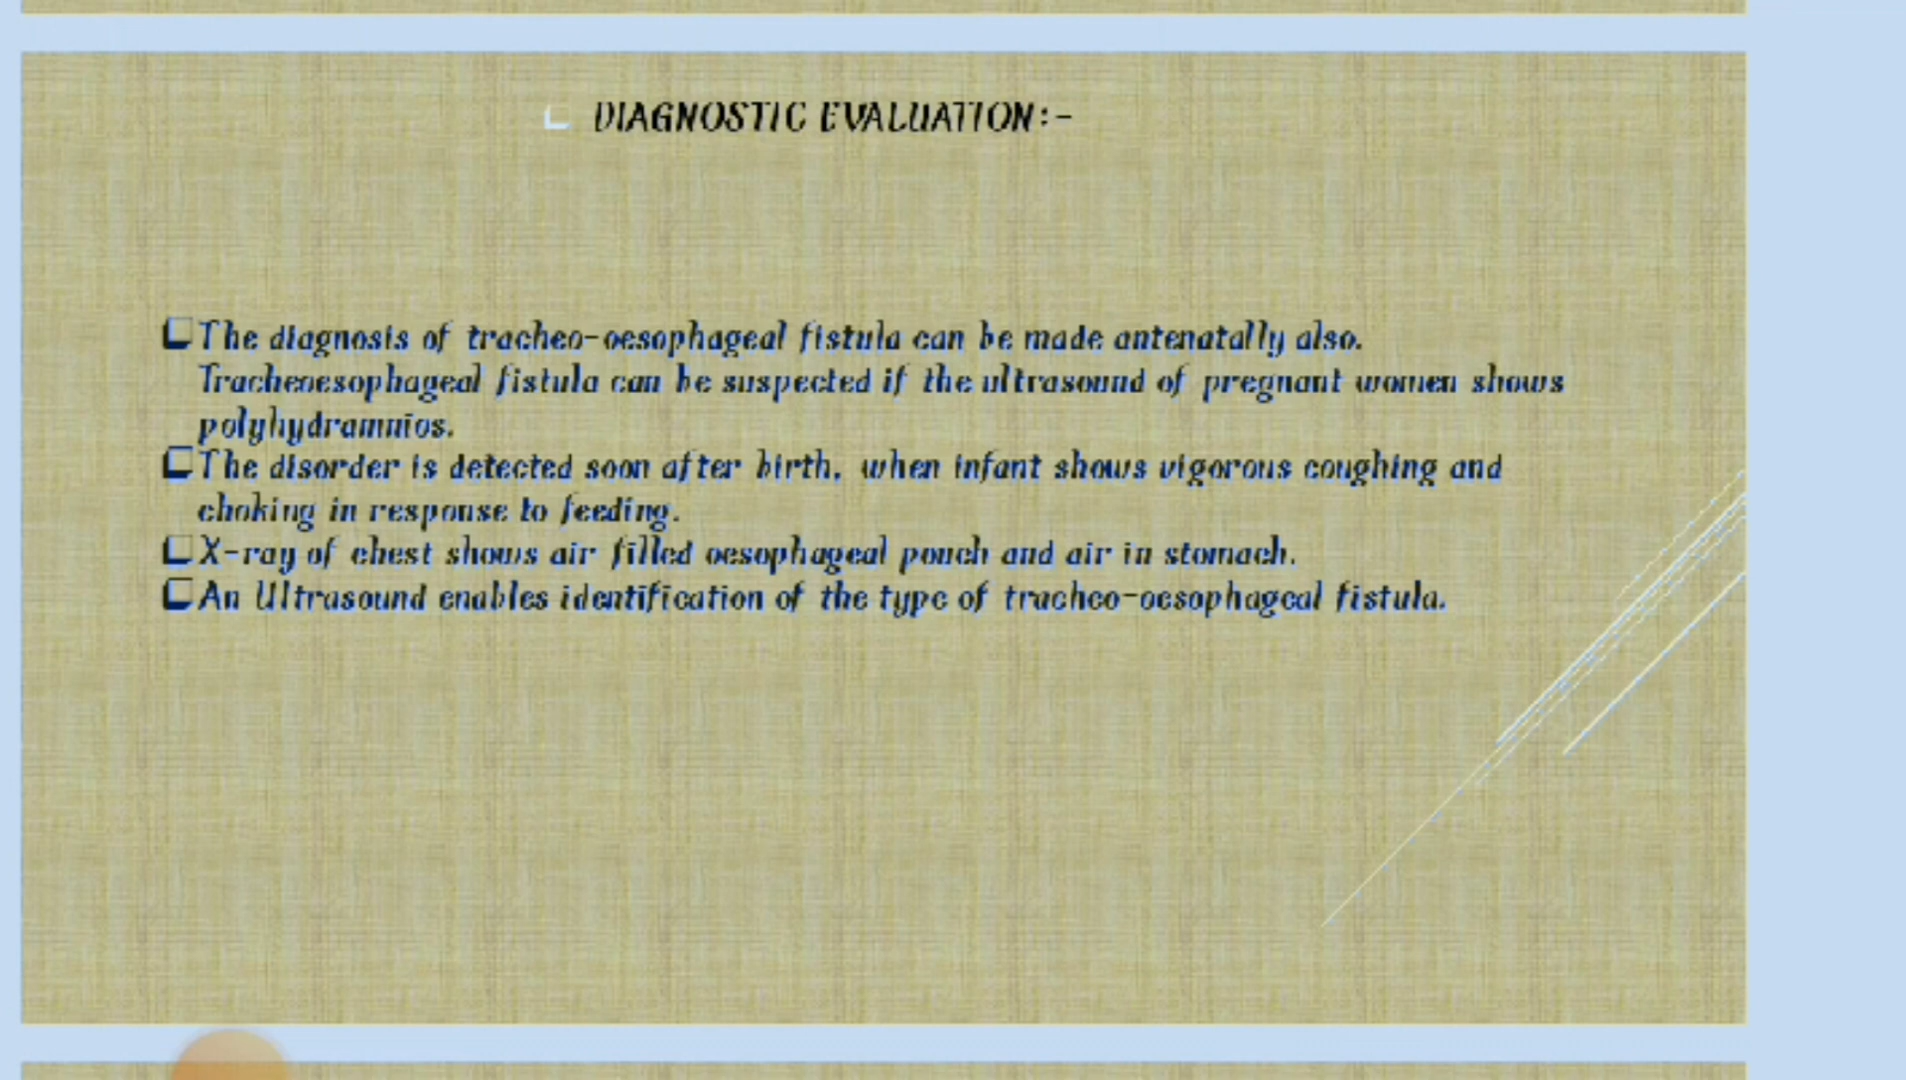 DIAGNOSTIC EVALUATION:-
The diagnosis of tracheo-oesophageal fistula can be made antenatally also.
Tracheoesophageal fistula can be suspected if the ultrasound of pregnant women shows
polyhydramnios.
The disorder is detected soon after birth, when infant shows vigorous coughing and
choking in response to feeding.
X-ray of chest shows air filled oesophageal pouch and air in stomach.
An Ultrasound enables identification of the type of tracheo-oesophageal fistula.